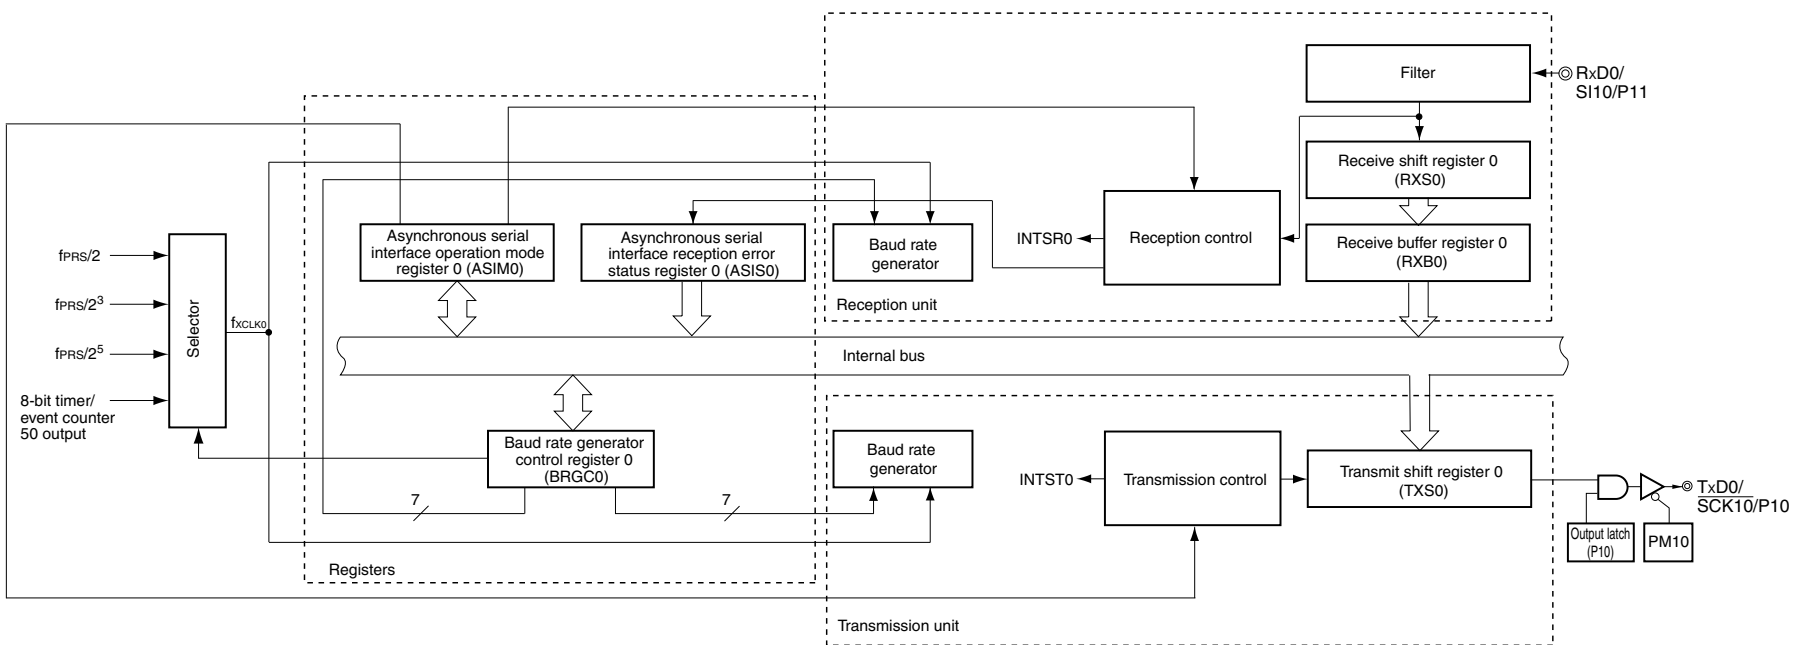 Filter
RxD0/
SI10/P11
Receive shift register 0
(RXS0)
Asynchronous serial
interface operation mode
register 0 (ASIM0)
Asynchronous serial
interface reception error
status register 0 (ASIS0)
Baud rate
generator
INTSR0
Reception control
Receive buffer register 0
(RXB0)
Reception unit
fPRS/2
fPRS/2³
fPRS/2⁵
8-bit timer/
event counter
50 output
Selector
fXCLK0
Internal bus
Baud rate generator
control register 0
(BRGC0)
7
7
Baud rate
generator
INTST0
Transmission control
Transmit shift register 0
(TXS0)
TxD0/
SCK10/P10
Output latch
(P10)
PM10
Registers
Transmission unit